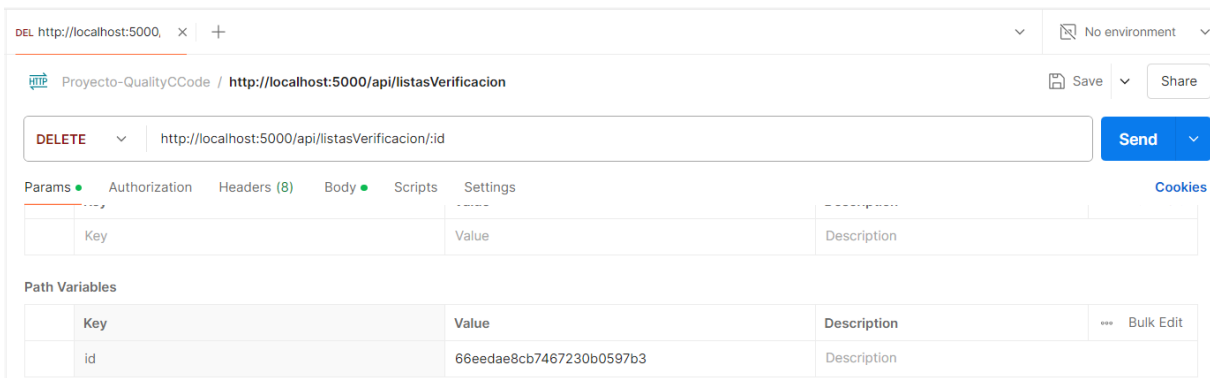 DEL http://localhost:5000, × + No environment
HTTP Proyecto-QualityCCode / http://localhost:5000/api/listasVerificacion Save Share
DELETE http://localhost:5000/api/listasVerificacion/:id Send
Params Authorization Headers (8) Body Scripts Settings Cookies
Key Value Description
Path Variables
Key Value Description Bulk Edit
id 66eedae8cb7467230b0597b3 Description